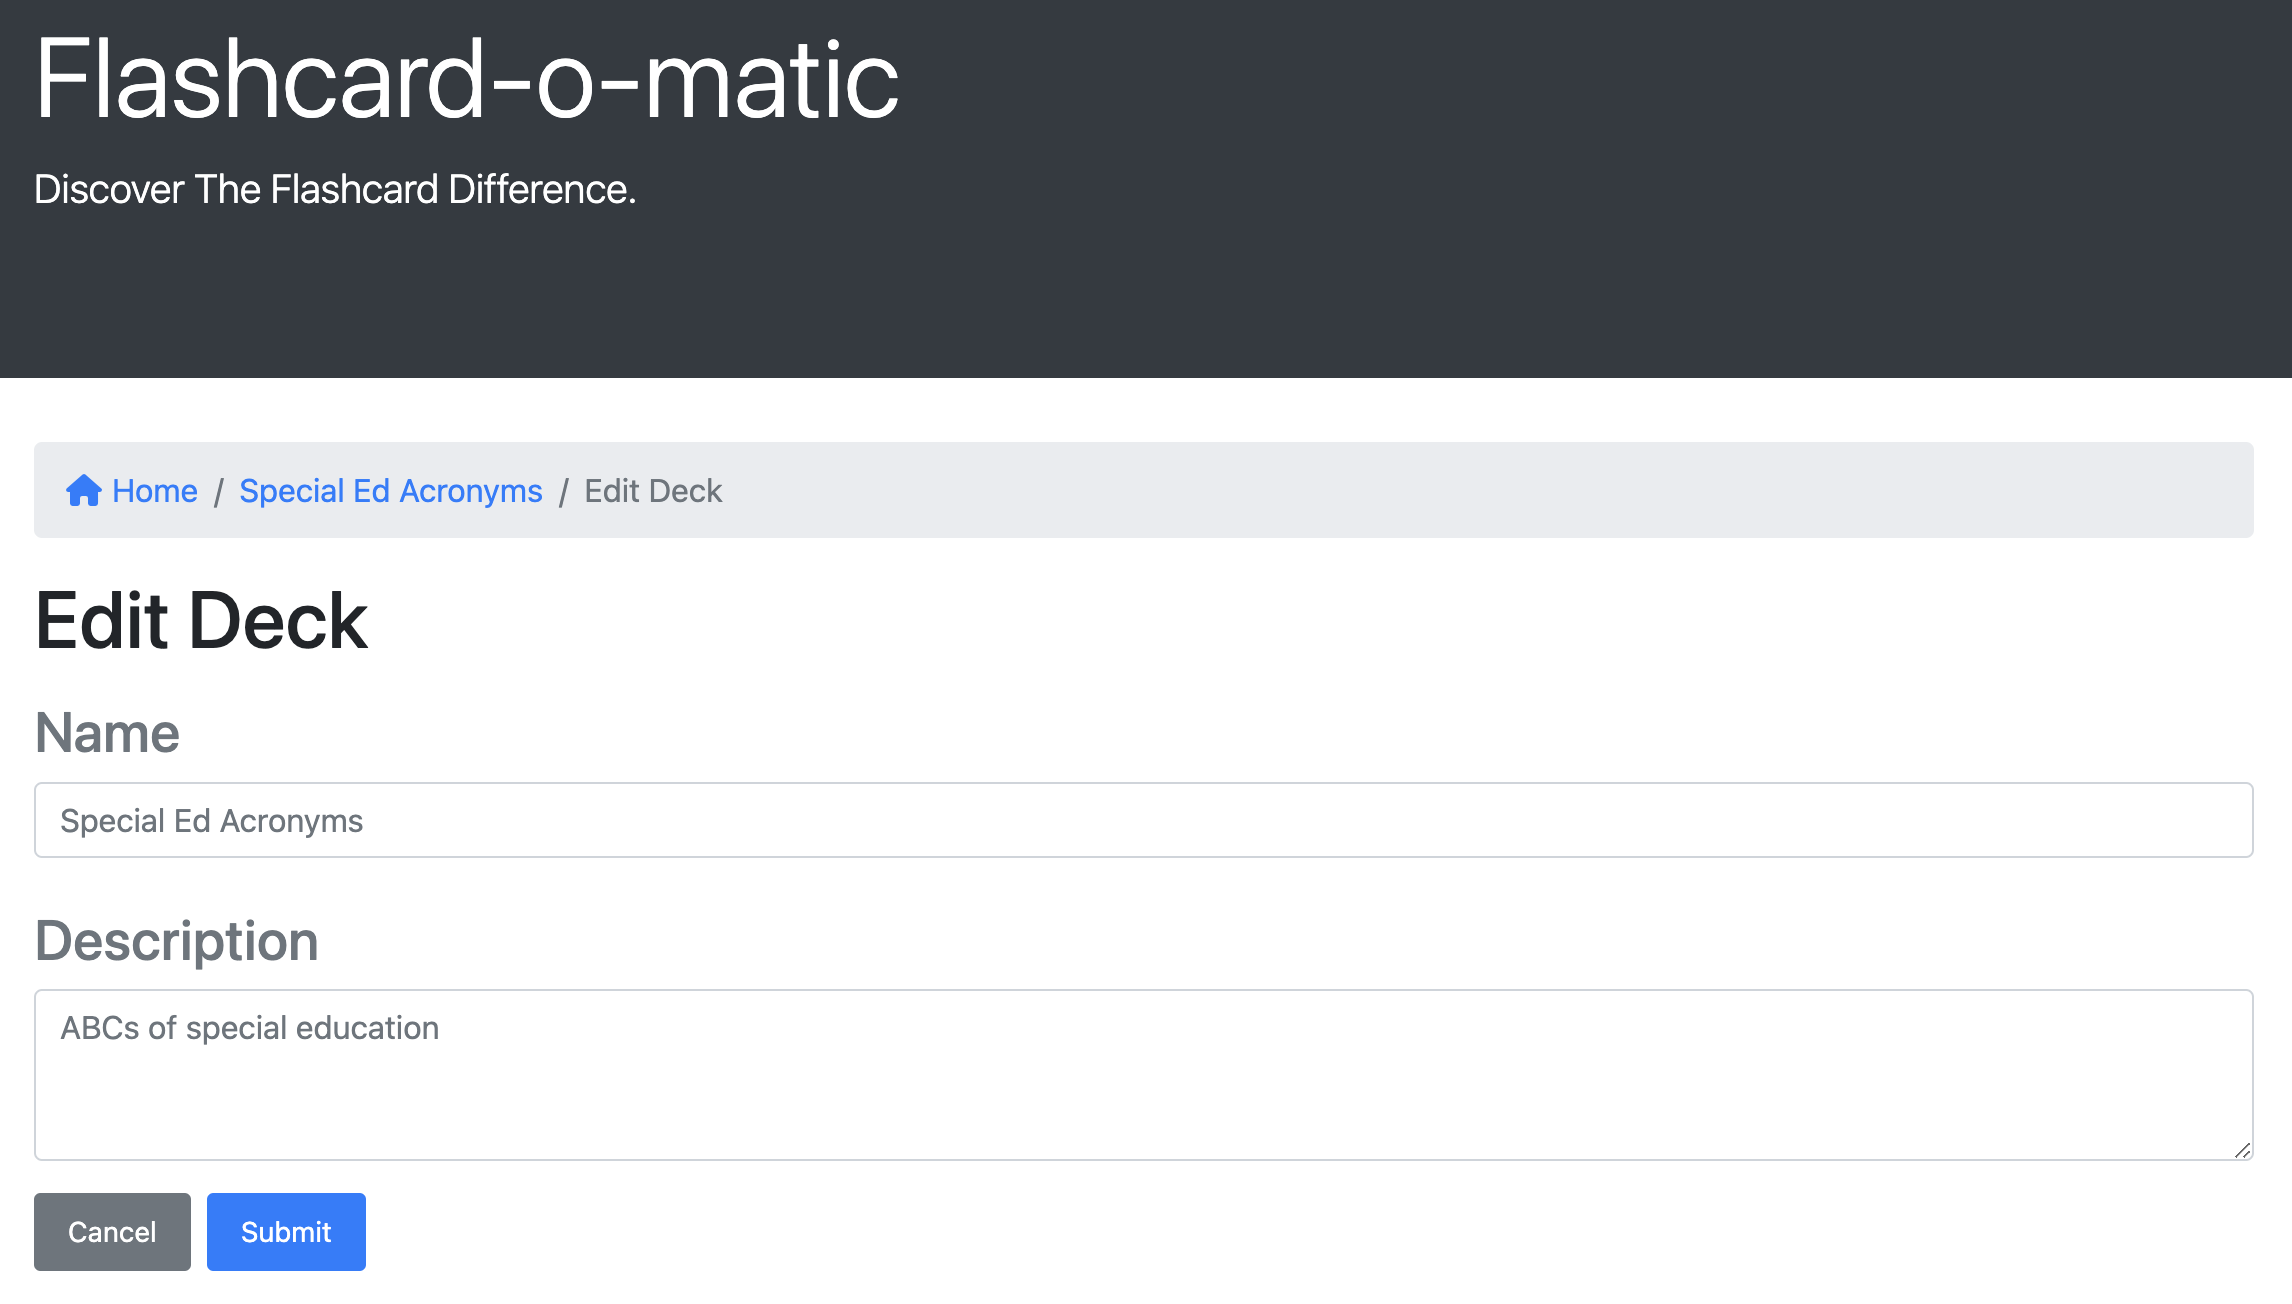 Flashcard-o-matic
Discover The Flashcard Difference.
Home / Special Ed Acronyms / Edit Deck
Edit Deck
Name
Special Ed Acronyms
Description
ABCs of special education
Cancel Submit